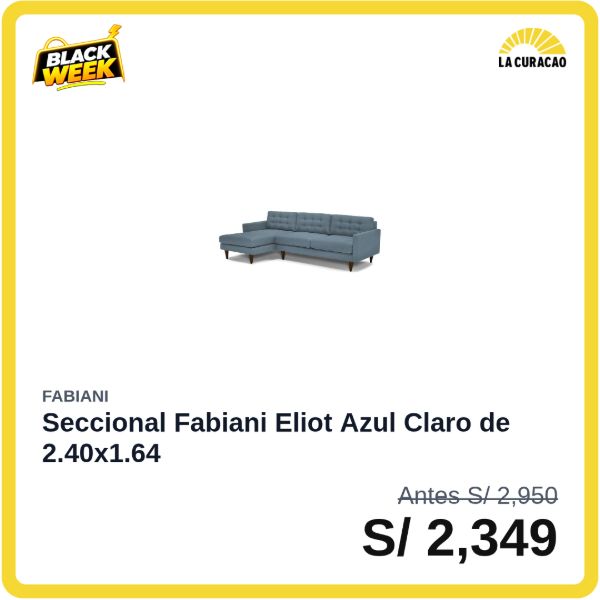 BLACK
WEEK
LA CURACAO
FABIANI
Seccional Fabiani Eliot Azul Claro de
2.40x1.64
Antes S/ 2,950
S/ 2,349